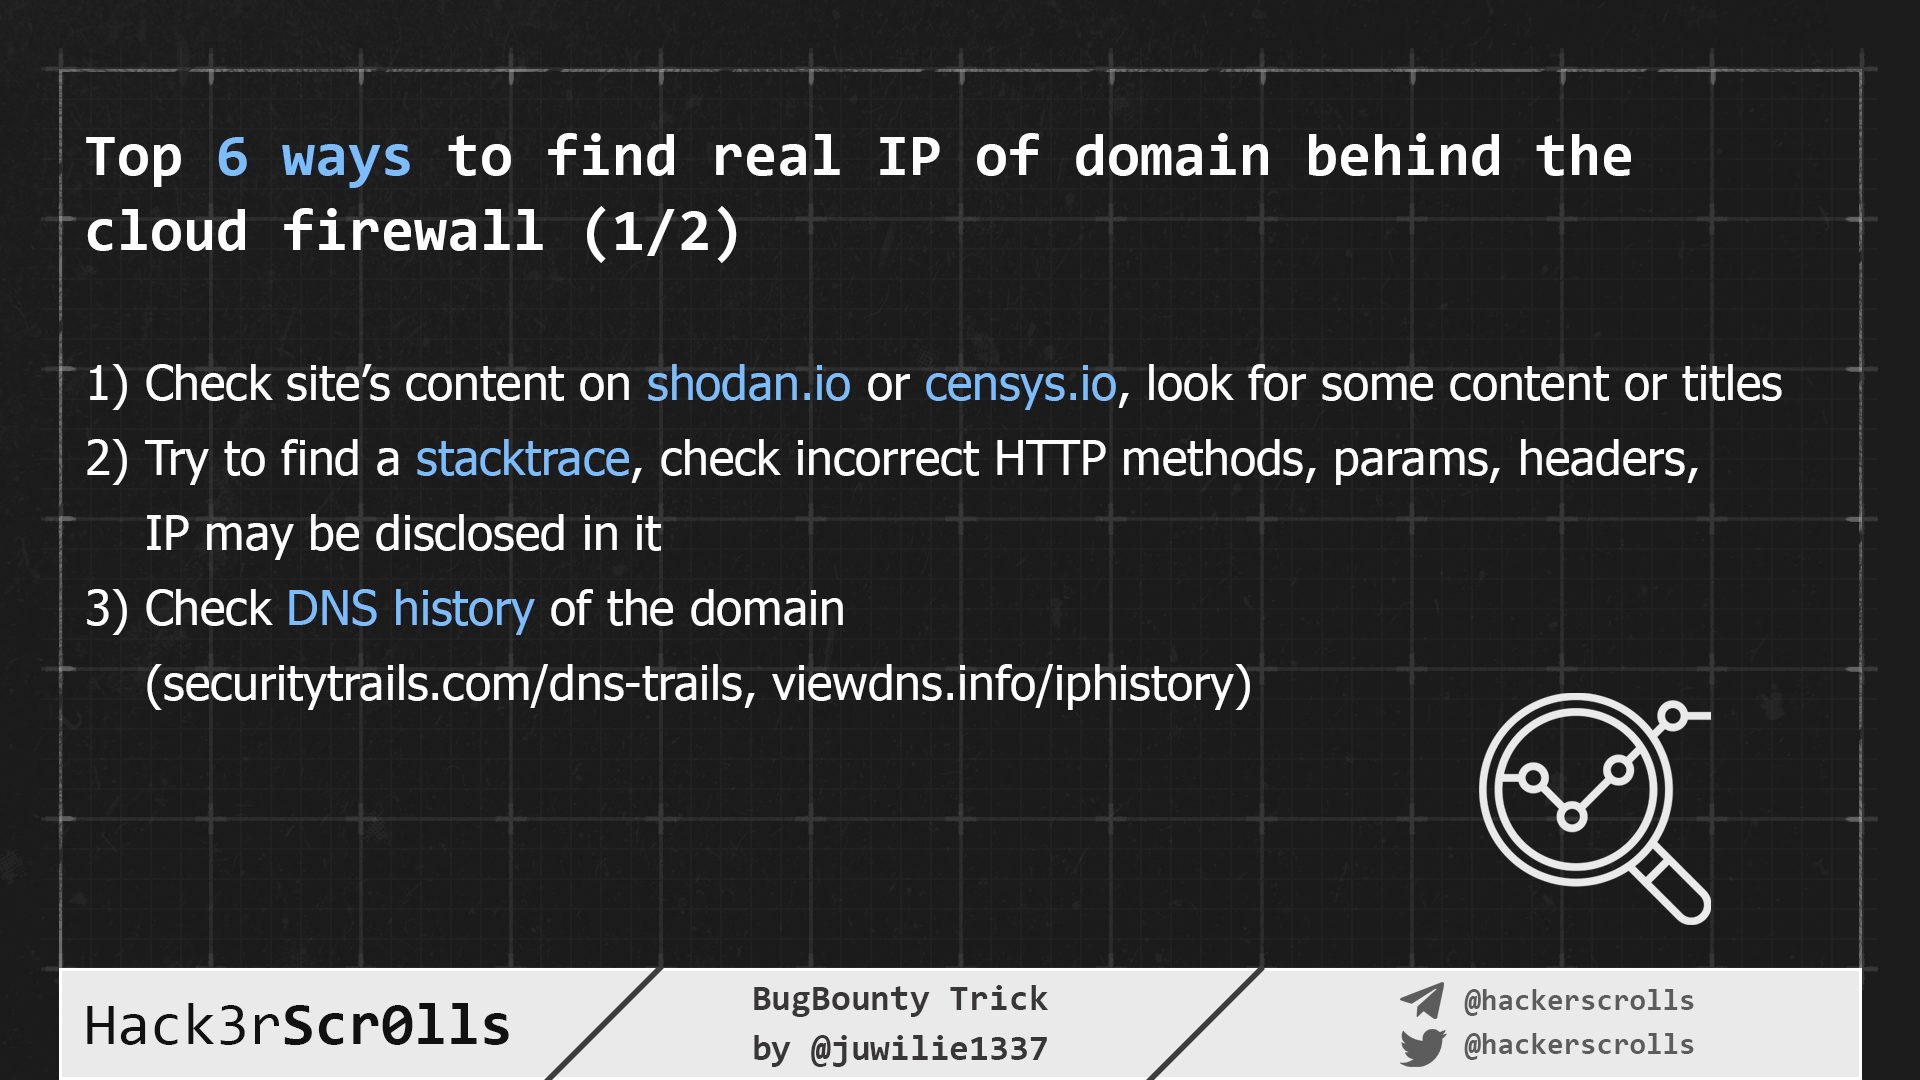 Top 6 ways to find real IP of domain behind the
cloud firewall (1/2)
1) Check site’s content on shodan.io or censys.io, look for some content or titles
2) Try to find a stacktrace, check incorrect HTTP methods, params, headers,
IP may be disclosed in it
3) Check DNS history of the domain
(securitytrails.com/dns-trails, viewdns.info/iphistory)
Hack3rScr0lls
BugBounty Trick
by @juwilie1337
@hackerscrolls
@hackerscrolls